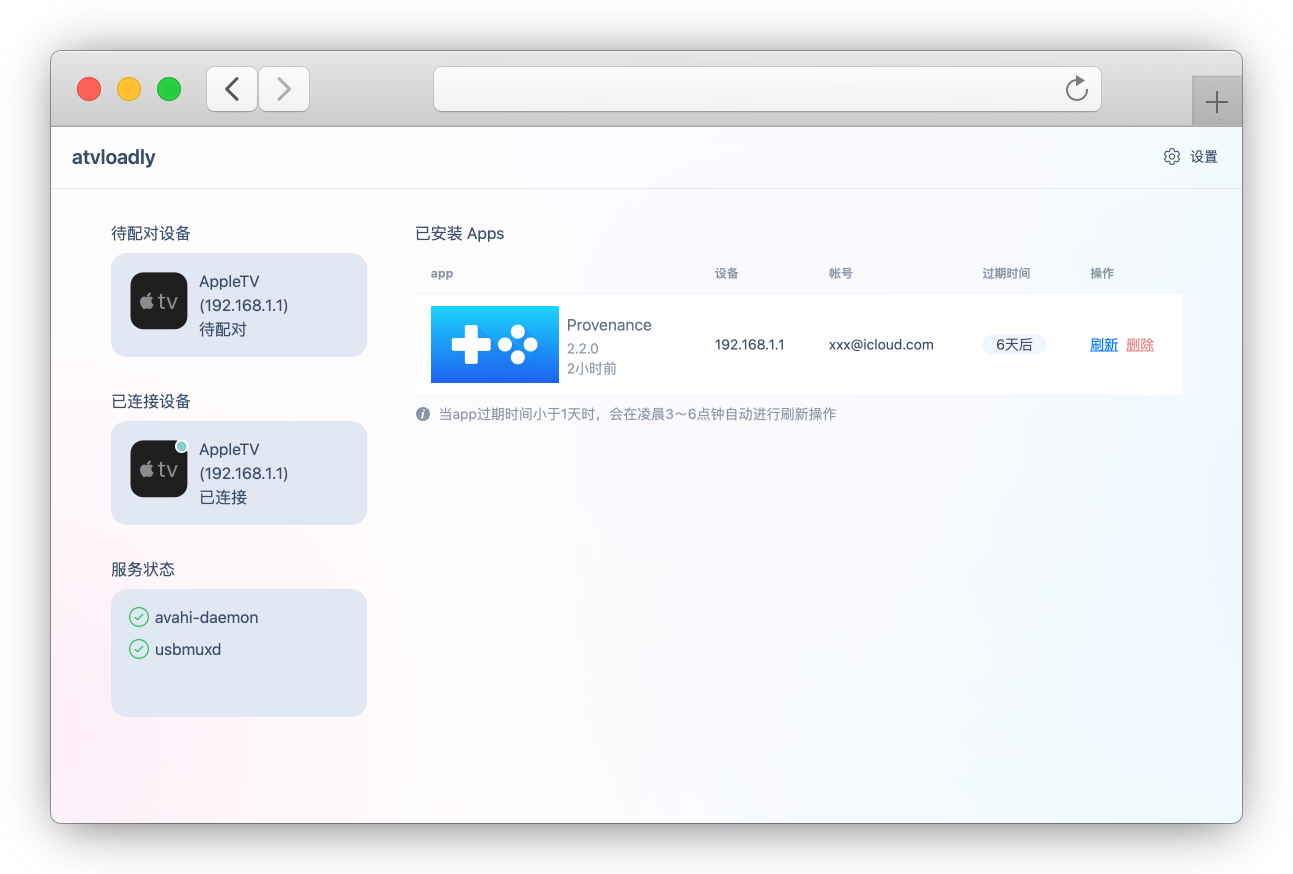 atvloadly
设置
待配对设备
tv
AppleTV
(192.168.1.1)
待配对
已连接设备
tv
AppleTV
(192.168.1.1)
已连接
服务状态
avahi-daemon
usbmuxd
已安装 Apps
app 设备 帐号 过期时间 操作
Provenance
2.2.0
2小时前
192.168.1.1 xxx@icloud.com 6天后 刷新 删除
当app过期时间小于1天时，会在凌晨3～6点钟自动进行刷新操作